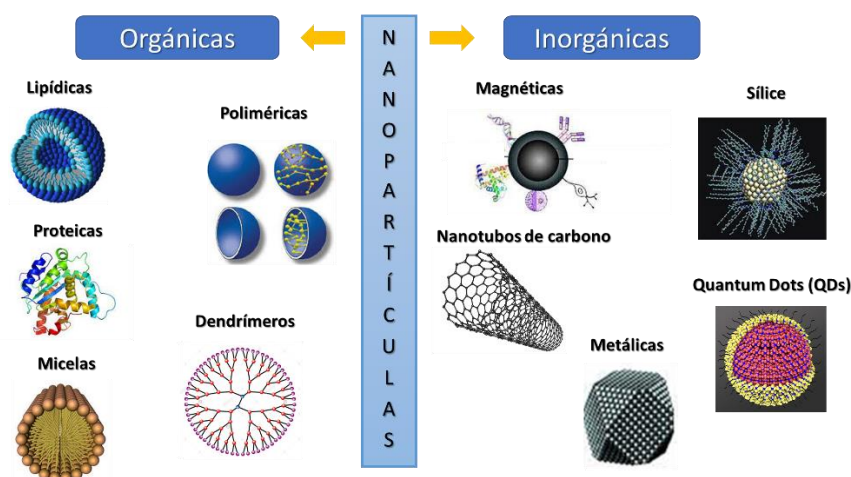 Orgánicas
Lipídicas
Poliméricas
Proteicas
Dendrímeros
Micelas
N
A
N
O
P
A
R
T
Í
C
U
L
A
S
Inorgánicas
Magnéticas
Sílice
Nanotubos de carbono
Quantum Dots (QDs)
Metálicas